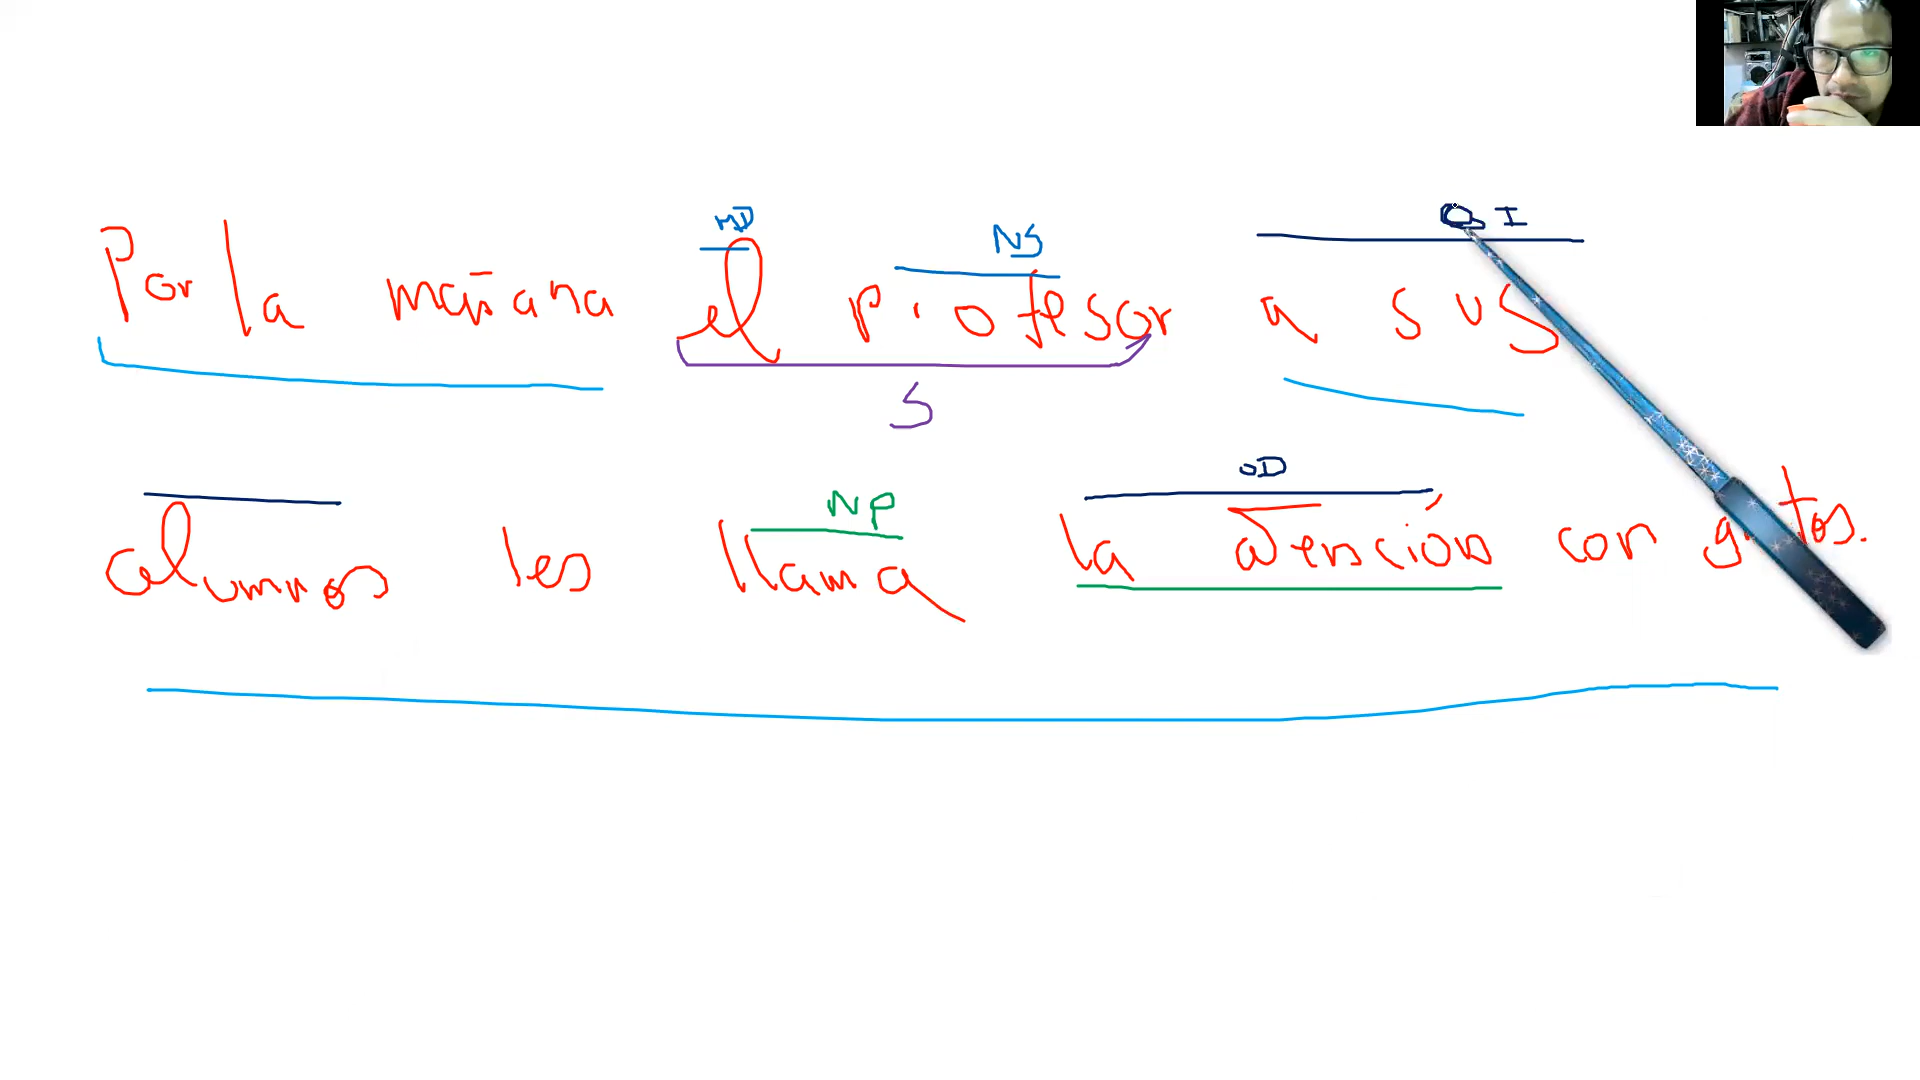 MD NS OI
Por la mañana el profesor a sus
S
NP OD
alumnos les llama la atención con gritos.